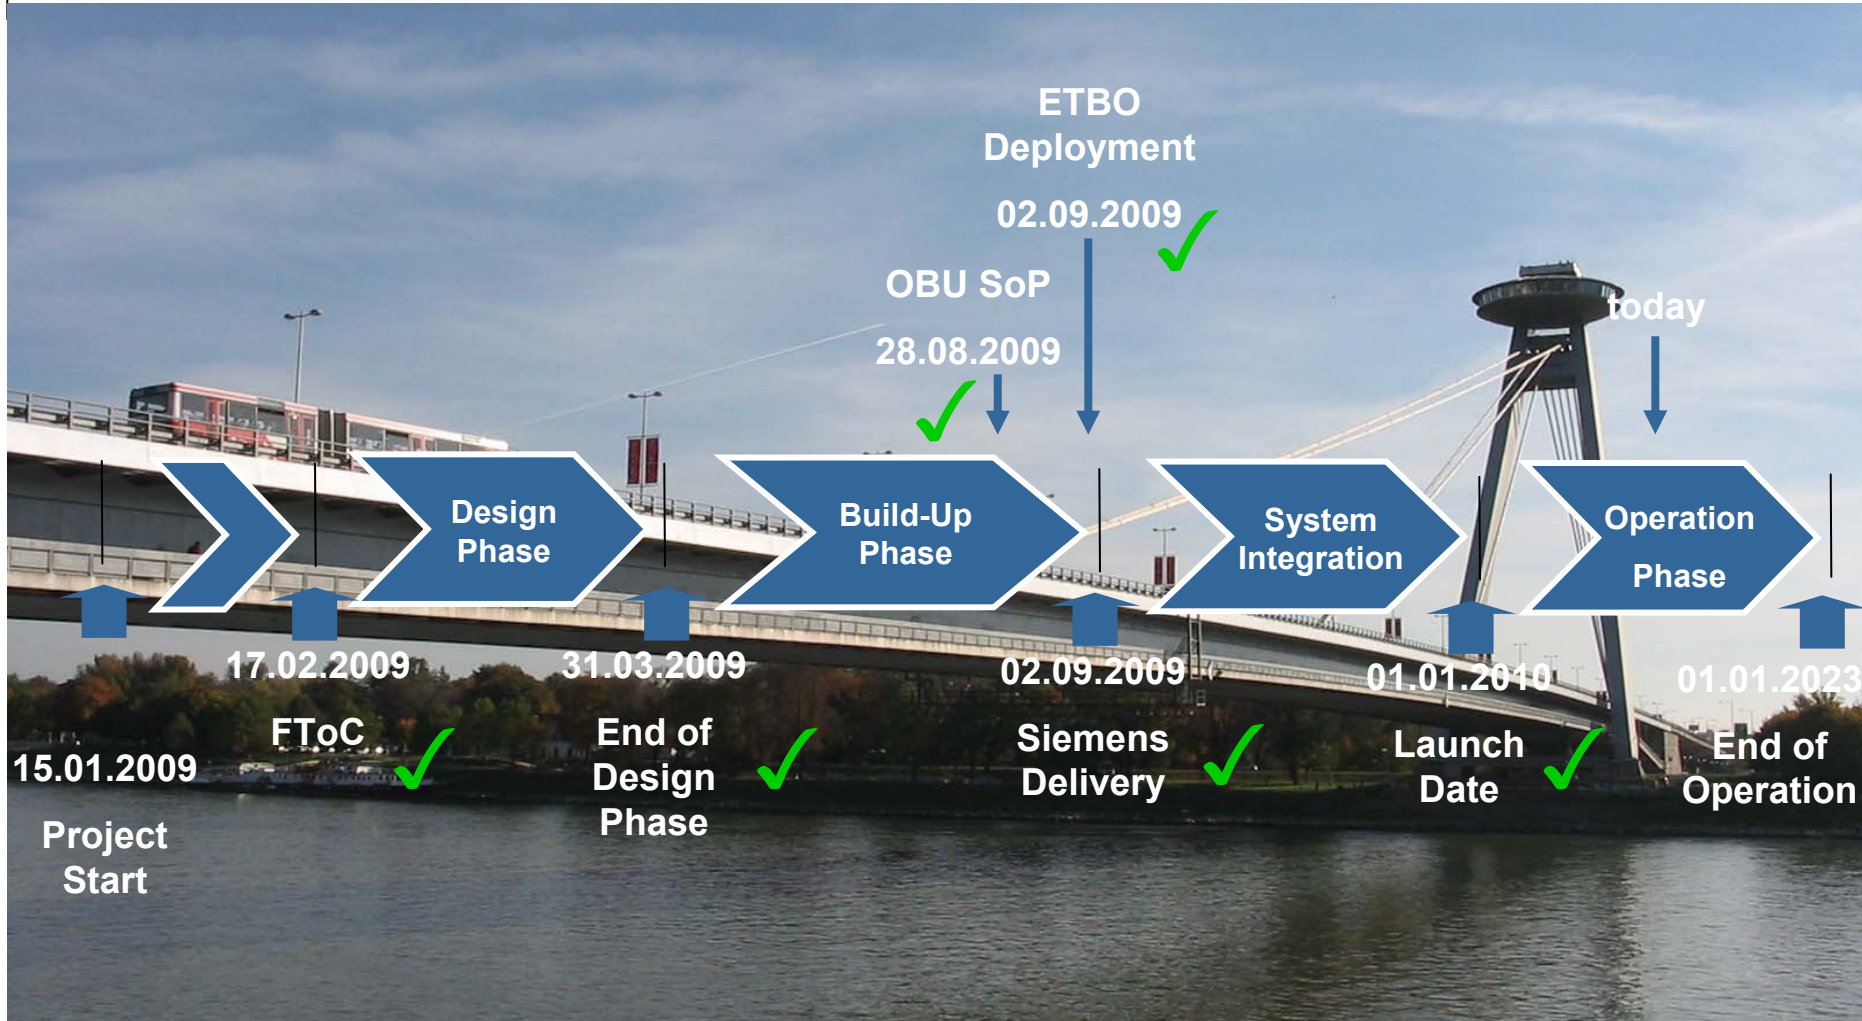 ETBO
Deployment
02.09.2009
OBU SoP
28.08.2009
today
Design
Phase
Build-Up
Phase
System
Integration
Operation
Phase
15.01.2009
Project
Start
17.02.2009
FToC
31.03.2009
End of
Design
Phase
02.09.2009
Siemens
Delivery
01.01.2010
Launch
Date
01.01.2023
End of
Operation